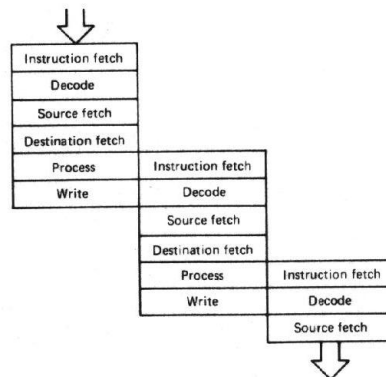 Instruction fetch
Decode
Source fetch
Destination fetch
Process
Write
Instruction fetch
Decode
Source fetch
Destination fetch
Process
Write
Instruction fetch
Decode
Source fetch